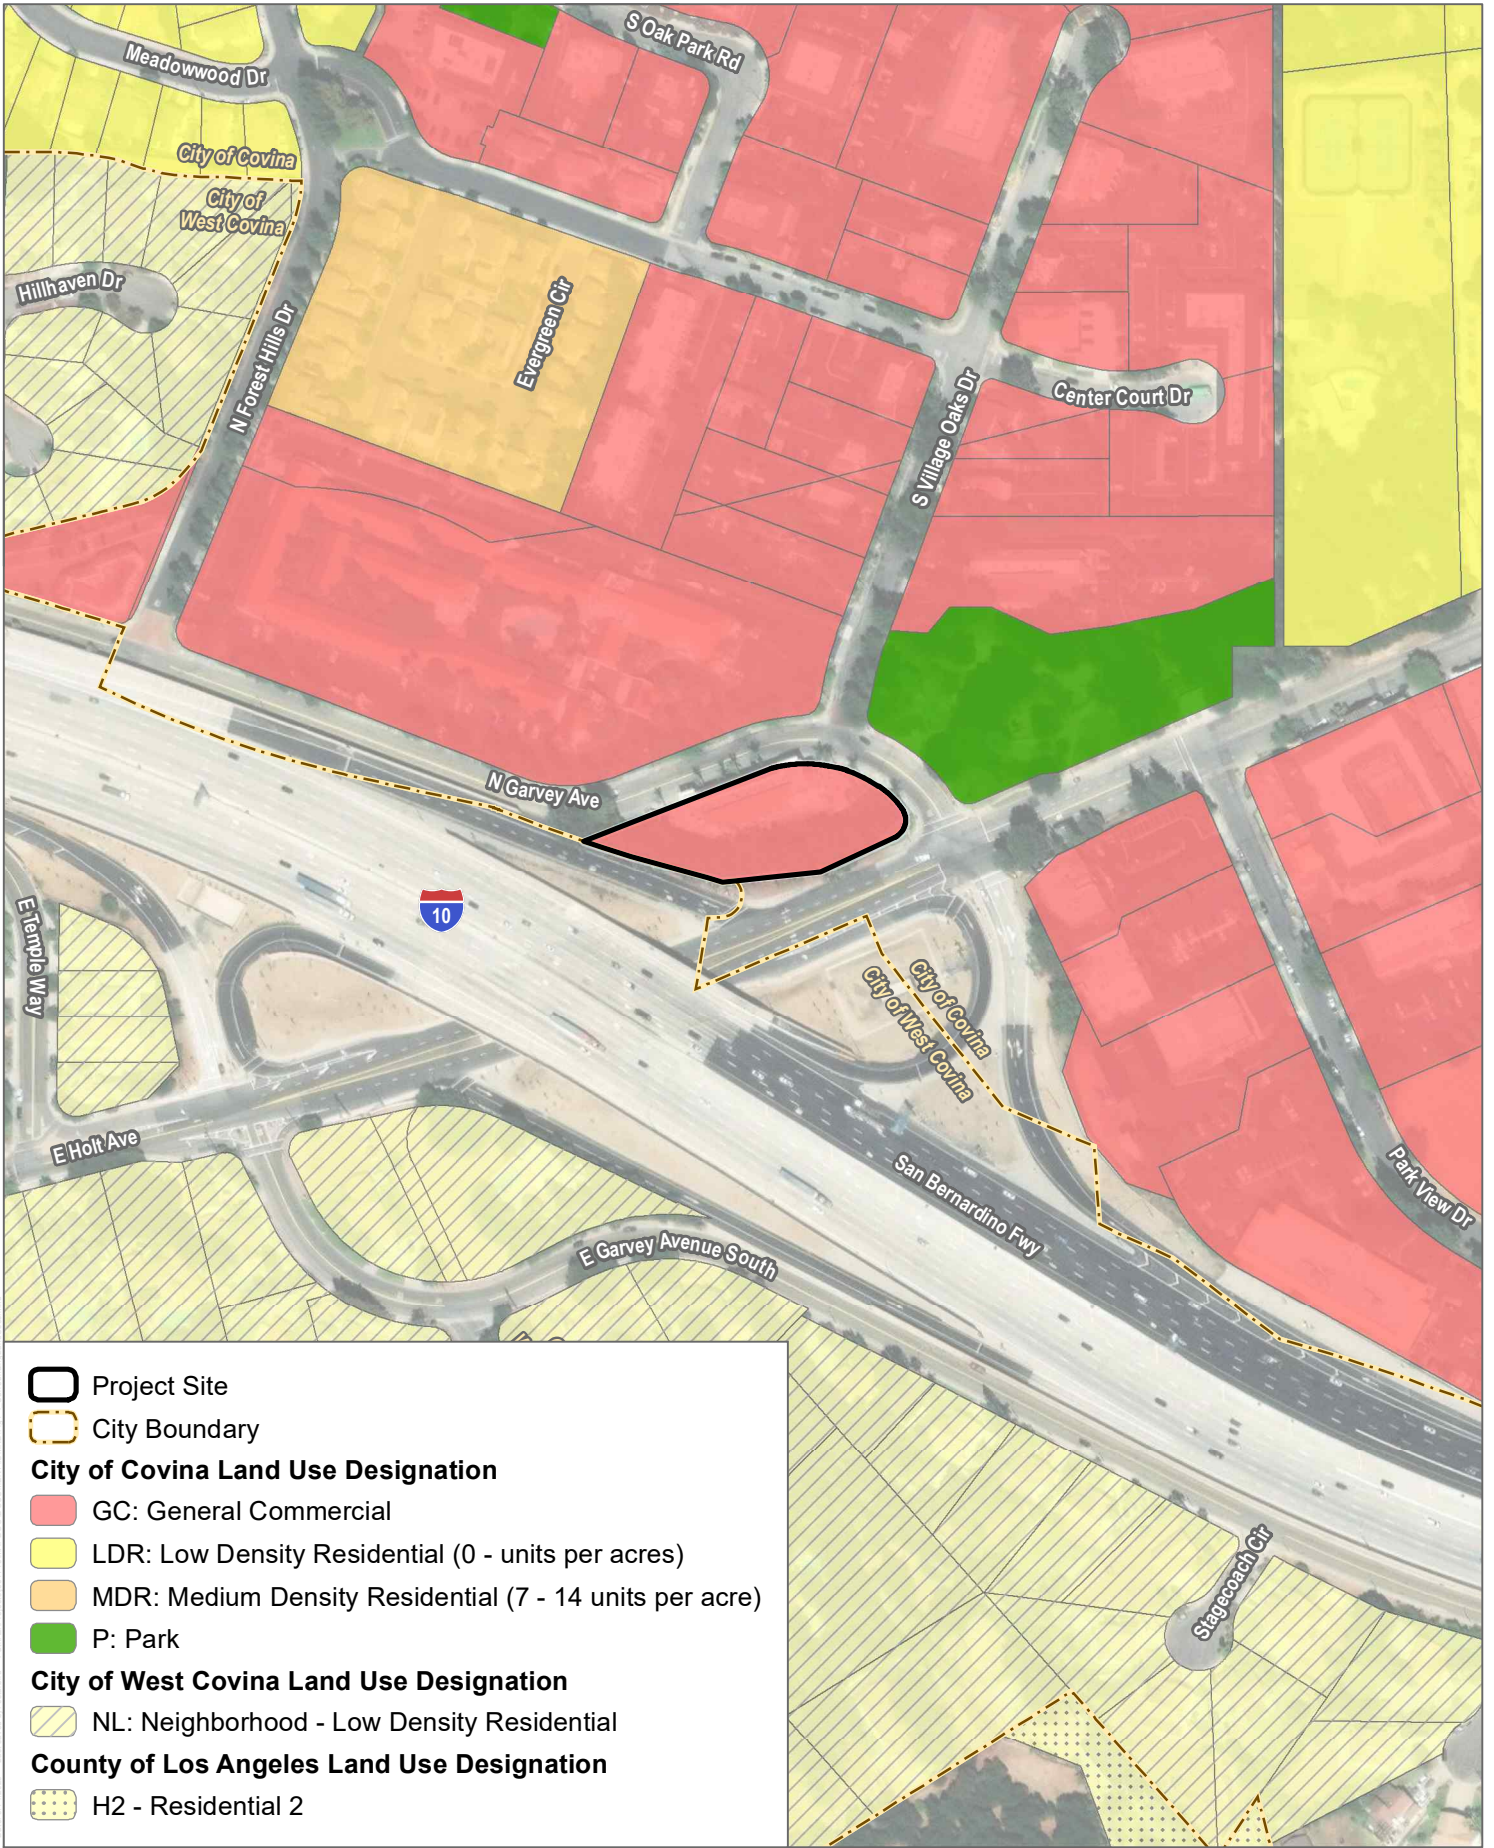 S Oak Park Rd
Meadowwood Dr
City of Covina
City of
West Covina
Hillhaven Dr
Evergreen Cir
N Forest Hills Dr
Center Court Dr
S Village Oaks Dr
N Garvey Ave
10
E Temple Way
City of Covina
City of West Covina
E Holt Ave
San Bernardino Fwy
Park View Dr
E Garvey Avenue South
Stagecoach Cir
Project Site
City Boundary
City of Covina Land Use Designation
GC: General Commercial
LDR: Low Density Residential (0 - units per acres)
MDR: Medium Density Residential (7 - 14 units per acre)
P: Park
City of West Covina Land Use Designation
NL: Neighborhood - Low Density Residential
County of Los Angeles Land Use Designation
H2 - Residential 2